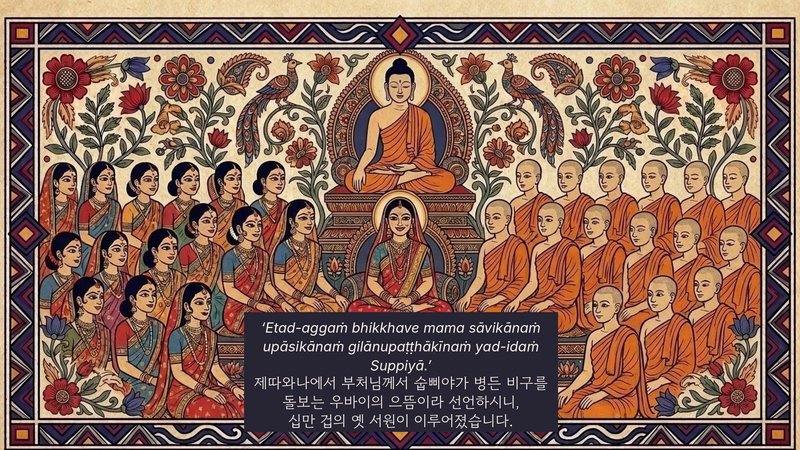 ‘Etad-aggaṁ bhikkhave mama sāvikānaṁ
upāsikānaṁ gilānupaṭṭhākīnaṁ yad-idaṁ
Suppiyā.’
제따와나에서 부처님께서 숩삐야가 병든 비구를
돌보는 우바이의 으뜸이라 선언하시니,
십만 겁의 옛 서원이 이루어졌습니다.